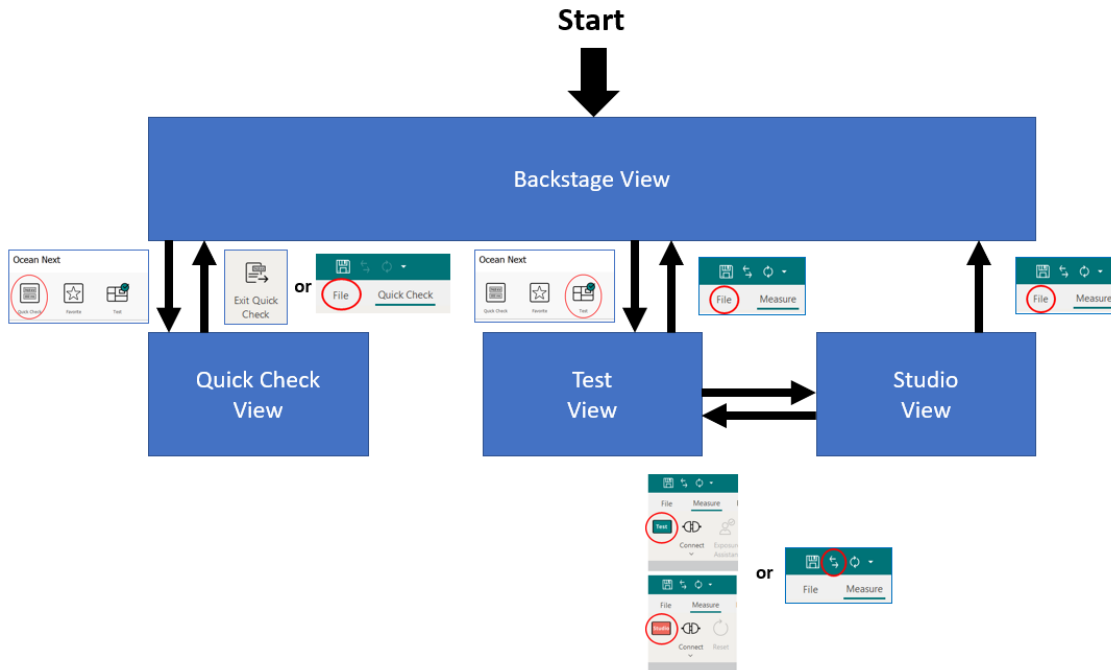 Start
Backstage View
Ocean Next
Quick Check Favorite Test
Exit Quick
Check
or
File Quick Check
Ocean Next
Quick Check Favorite Test
File Measure
File Measure
Quick Check
View
Test
View
Studio
View
File Measure
Test
Connect
Exposure
Assistan
File Measure
Studio
Connect Reset
or
File Measure